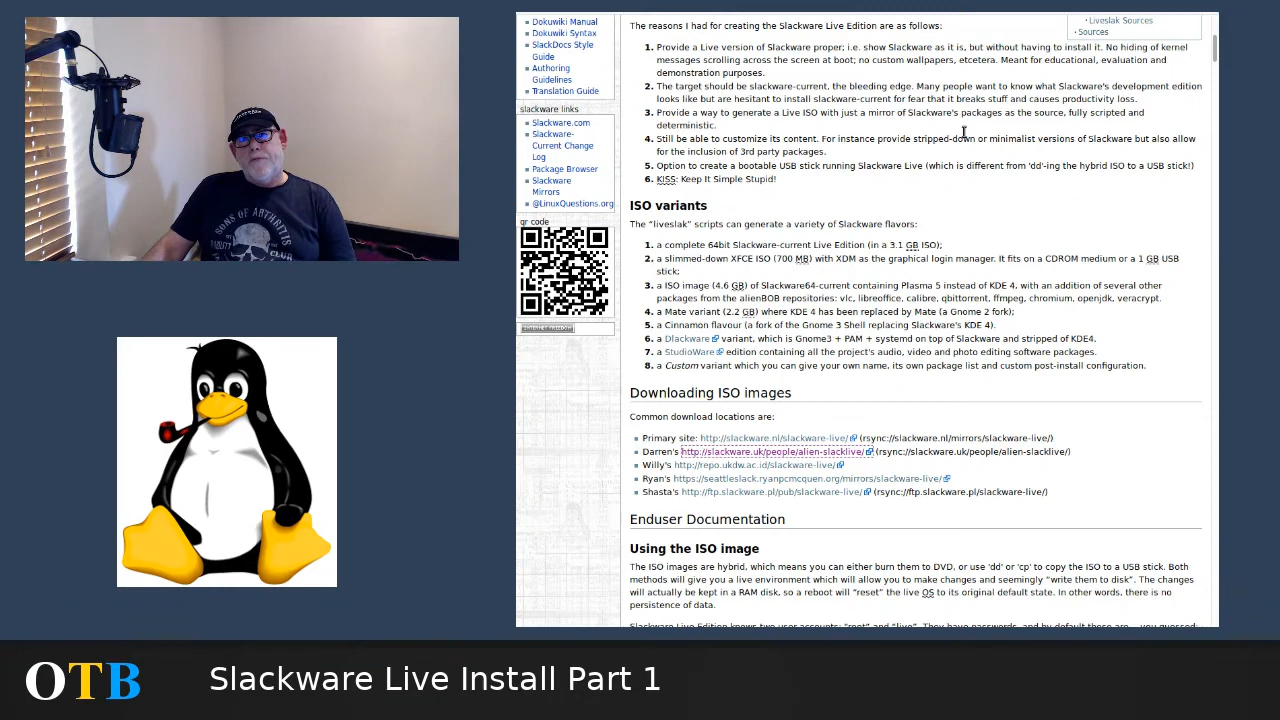 Dokuwiki Manual
Dokuwiki Syntax
SlackDocs Style
Guide
Authoring
Guidelines
Translation Guide
slackware links
Slackware.com
Slackware-
Current Change
Log
Package Browser
Slackware
Mirrors
@LinuxQuestions.org
qr code
SONS OF ARTHRITIS
Liveslak Sources
Sources
The reasons I had for creating the Slackware Live Edition are as follows:
1. Provide a Live version of Slackware proper; i.e. show Slackware as it is, but without having to install it. No hiding of kernel
messages scrolling across the screen at boot; no custom wallpapers, etcetera. Meant for educational, evaluation and
demonstration purposes.
2. The target should be slackware-current, the bleeding edge. Many people want to know what Slackware's development edition
looks like but are hesitant to install slackware-current for fear that it breaks stuff and causes productivity loss.
3. Provide a way to generate a Live ISO with just a mirror of Slackware's packages as the source, fully scripted and
deterministic.
4. Still be able to customize its content. For instance provide stripped-down or minimalist versions of Slackware but also allow
for the inclusion of 3rd party packages.
5. Option to create a bootable USB stick running Slackware Live (which is different from 'dd'-ing the hybrid ISO to a USB stick!)
6. KISS: Keep It Simple Stupid!
ISO variants
The “liveslak” scripts can generate a variety of Slackware flavors:
1. a complete 64bit Slackware-current Live Edition (in a 3.1 GB ISO);
2. a slimmed-down XFCE ISO (700 MB) with XDM as the graphical login manager. It fits on a CDROM medium or a 1 GB USB
stick;
3. a ISO image (4.6 GB) of Slackware64-current containing Plasma 5 instead of KDE 4, with an addition of several other
packages from the alienBOB repositories: vlc, libreoffice, calibre, qbittorrent, ffmpeg, chromium, openjdk, veracrypt.
4. a Mate variant (2.2 GB) where KDE 4 has been replaced by Mate (a Gnome 2 fork);
5. a Cinnamon flavour (a fork of the Gnome 3 Shell replacing Slackware's KDE 4).
6. a Dlackware variant, which is Gnome3 + PAM + systemd on top of Slackware and stripped of KDE4.
7. a StudioWare edition containing all the project's audio, video and photo editing software packages.
8. a Custom variant which you can give your own name, its own package list and custom post-install configuration.
Downloading ISO images
Common download locations are:
Primary site: http://slackware.nl/slackware-live/ (rsync://slackware.nl/mirrors/slackware-live/)
Darren's http://slackware.uk/people/alien-slacklive/ (rsync://slackware.uk/people/alien-slacklive/)
Willy's http://repo.ukdw.ac.id/slackware-live/
Ryan's https://seattleslack.ryanpcmcquen.org/mirrors/slackware-live/
Shasta's http://ftp.slackware.pl/pub/slackware-live/ (rsync://ftp.slackware.pl/slackware-live/)
Enduser Documentation
Using the ISO image
The ISO images are hybrid, which means you can either burn them to DVD, or use 'dd' or 'cp' to copy the ISO to a USB stick. Both
methods will give you a live environment which will allow you to make changes and seemingly “write them to disk”. The changes
will actually be kept in a RAM disk, so a reboot will “reset” the live OS to its original default state. In other words, there is no
persistence of data.
Slackware Live Edition knows two user accounts: “root” and “live”. They have passwords, and by default these are... you guessed:
OTB Slackware Live Install Part 1